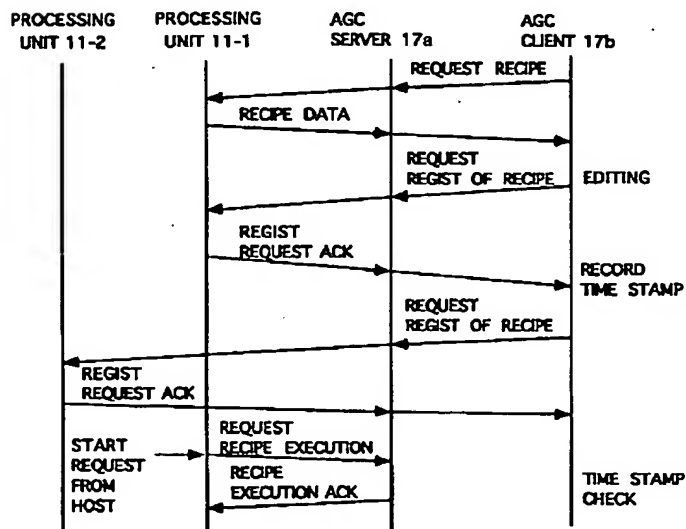 PROCESSING
UNIT 11-2
PROCESSING
UNIT 11-1
AGC
SERVER 17a
AGC
CLIENT 17b
REQUEST RECIPE
RECIPE DATA
REQUEST
REGIST OF RECIPE
EDITING
REGIST
REQUEST ACK
RECORD
TIME STAMP
REQUEST
REGIST OF RECIPE
REGIST
REQUEST ACK
START
REQUEST
FROM
HOST
REQUEST
RECIPE EXECUTION
RECIPE
EXECUTION ACK
TIME STAMP
CHECK